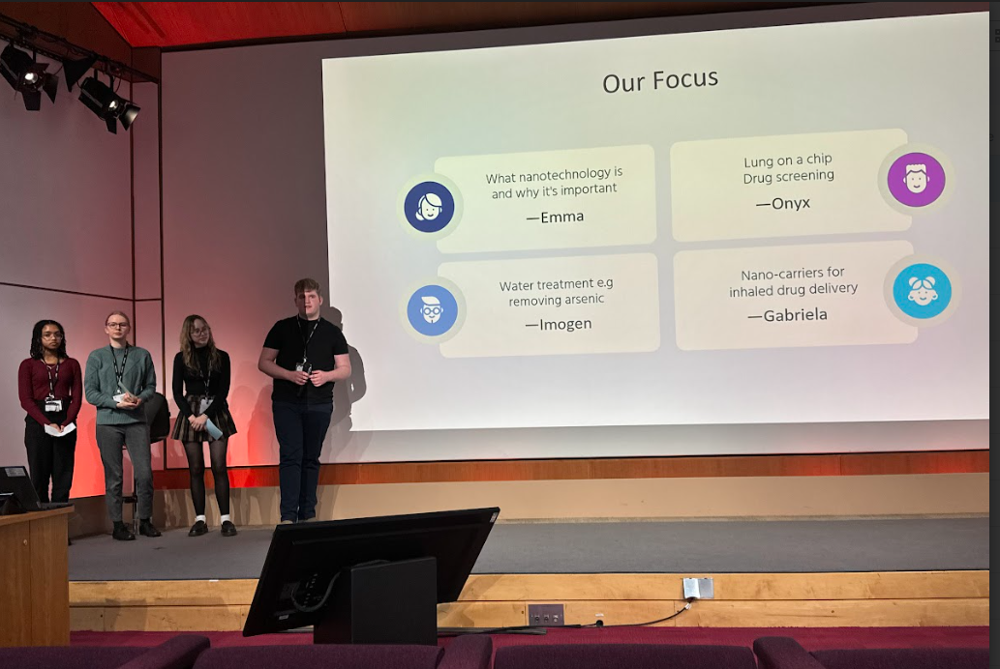 Our Focus
What nanotechnology is
and why it's important
—Emma
Lung on a chip
Drug screening
—Onyx
Water treatment e.g
removing arsenic
—Imogen
Nano-carriers for
inhaled drug delivery
—Gabriela